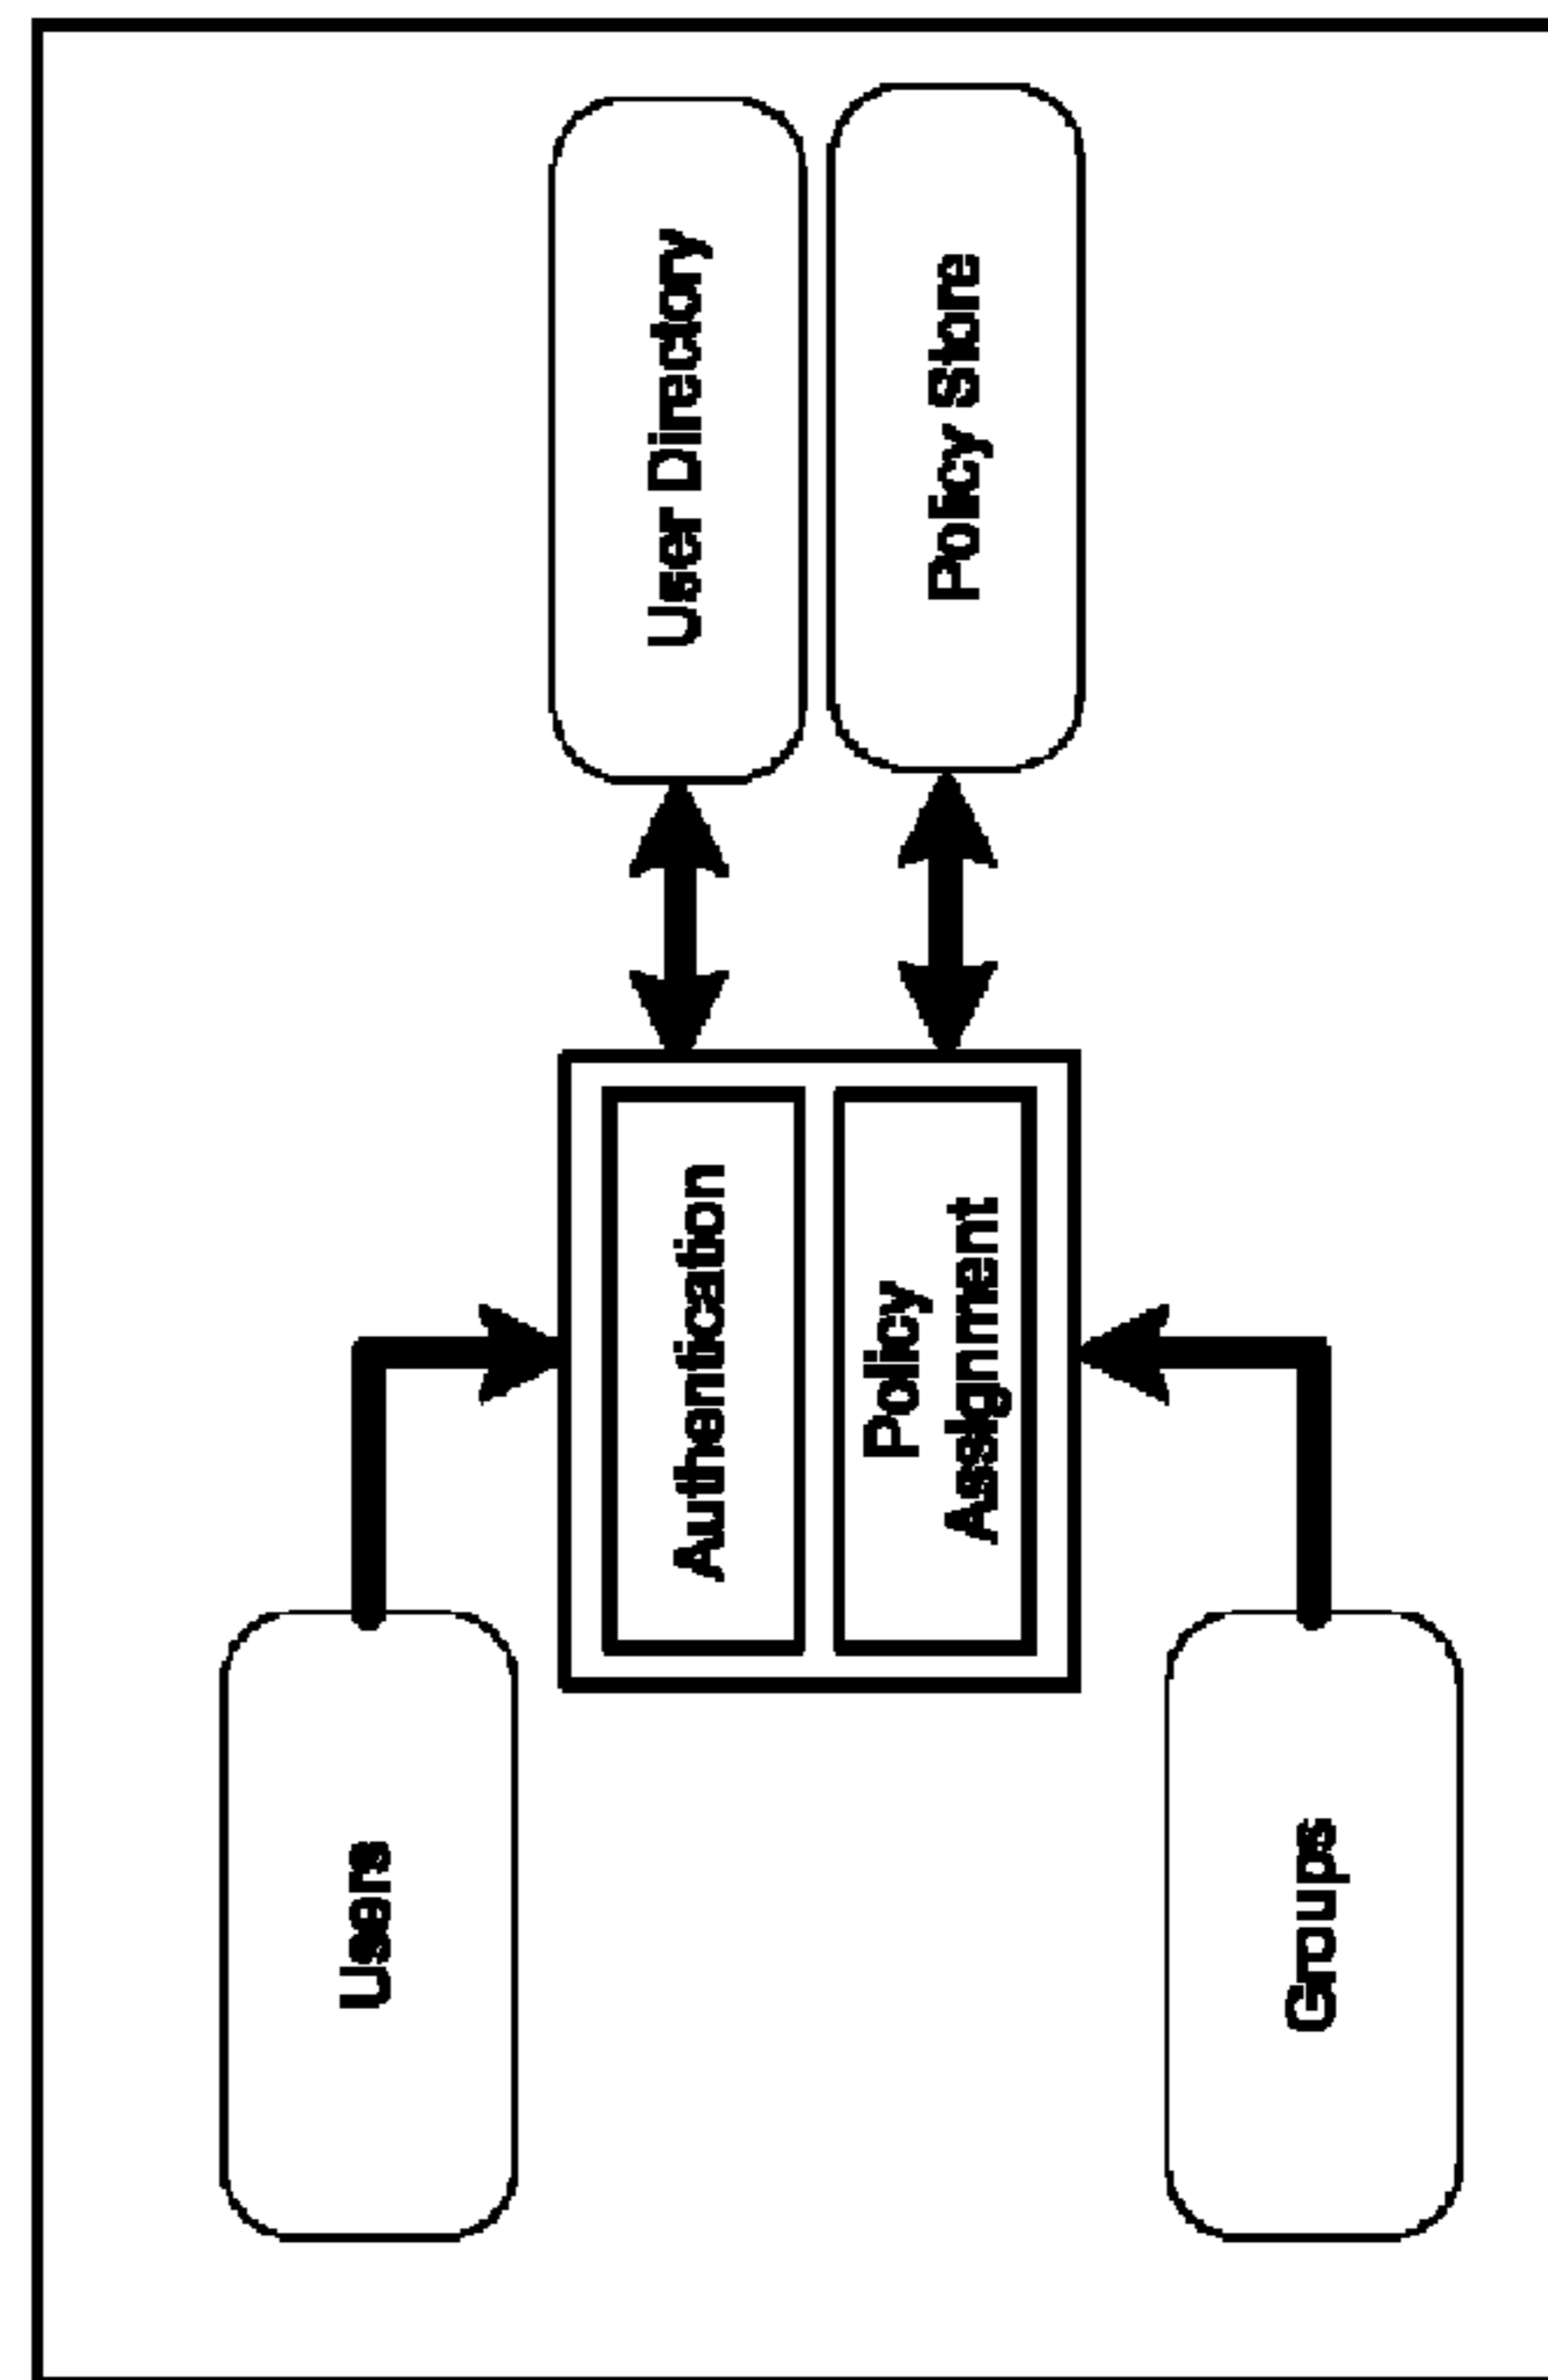 Users
Authentication
User Directory
Policy
Assignment
Policy Store
Groups